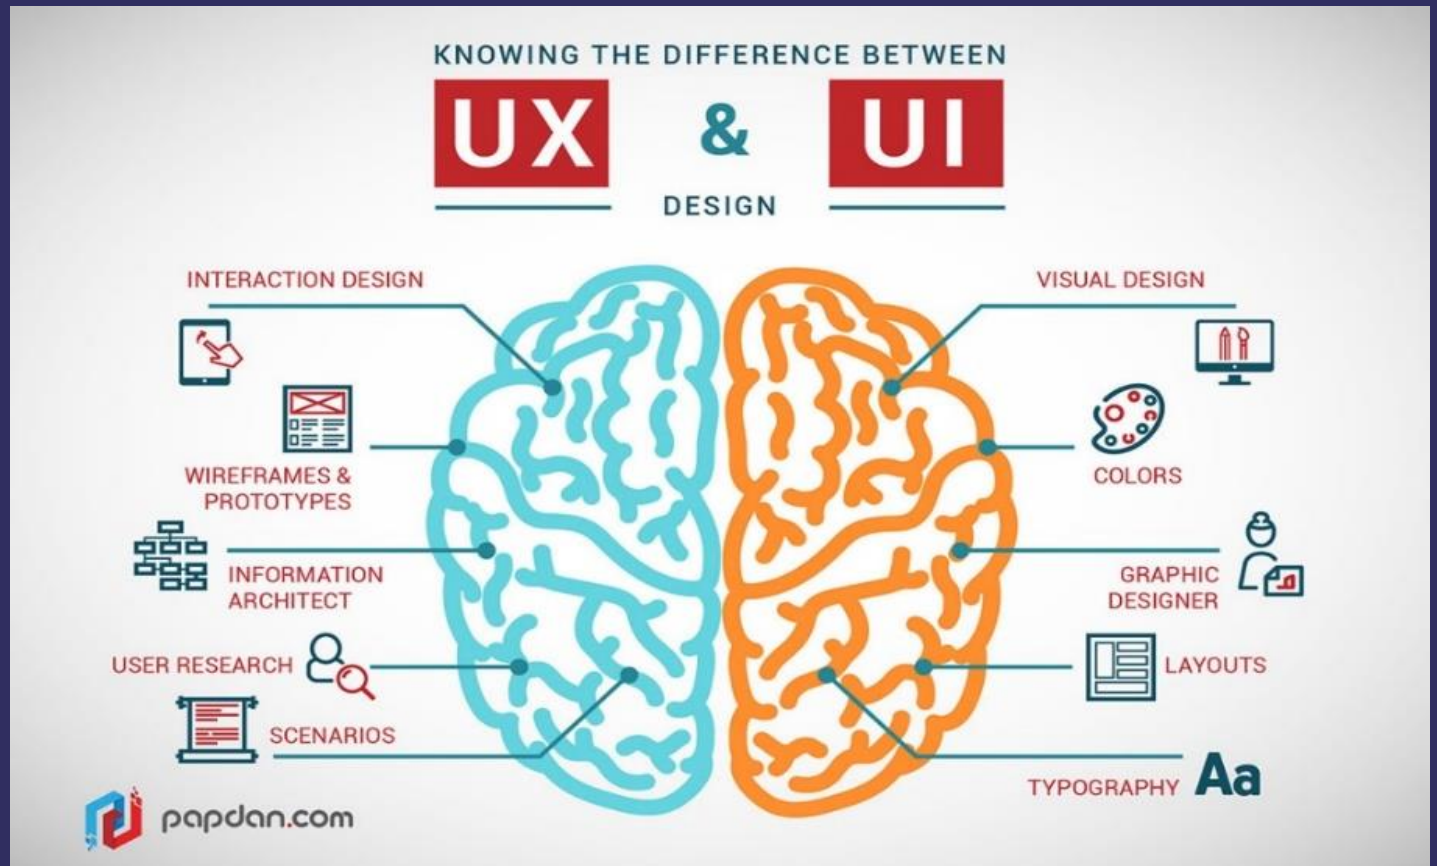 KNOWING THE DIFFERENCE BETWEEN
UX & UI
DESIGN
INTERACTION DESIGN
WIREFRAMES &
PROTOTYPES
INFORMATION
ARCHITECT
USER RESEARCH
SCENARIOS
VISUAL DESIGN
COLORS
GRAPHIC
DESIGNER
LAYOUTS
TYPOGRAPHY Aa
papdan.com